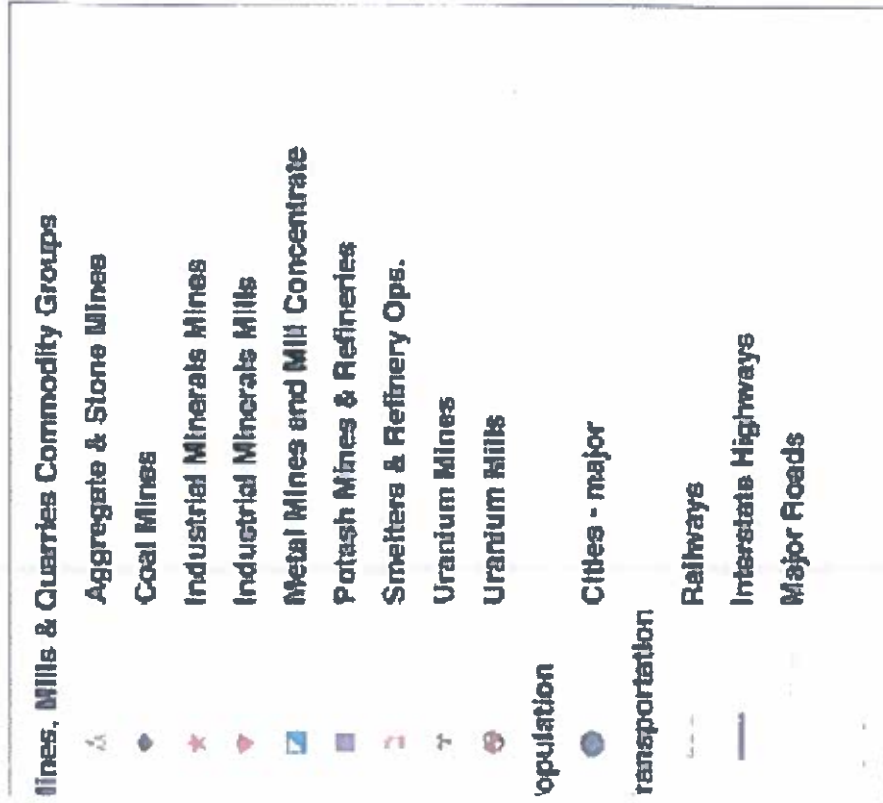 lines, Mills & Quarries Commodity Groups
Aggregate & Stone Mines
Coal Mines
Industrial Minerals Mines
Industrial Minerals Mills
Metal Mines and Mill Concentrate
Potash Mines & Refineries
Smelters & Refinery Ops.
Uranium Mines
Uranium Mills
opulation
Cities - major
ransportation
Railways
Interstate Highways
Major Roads